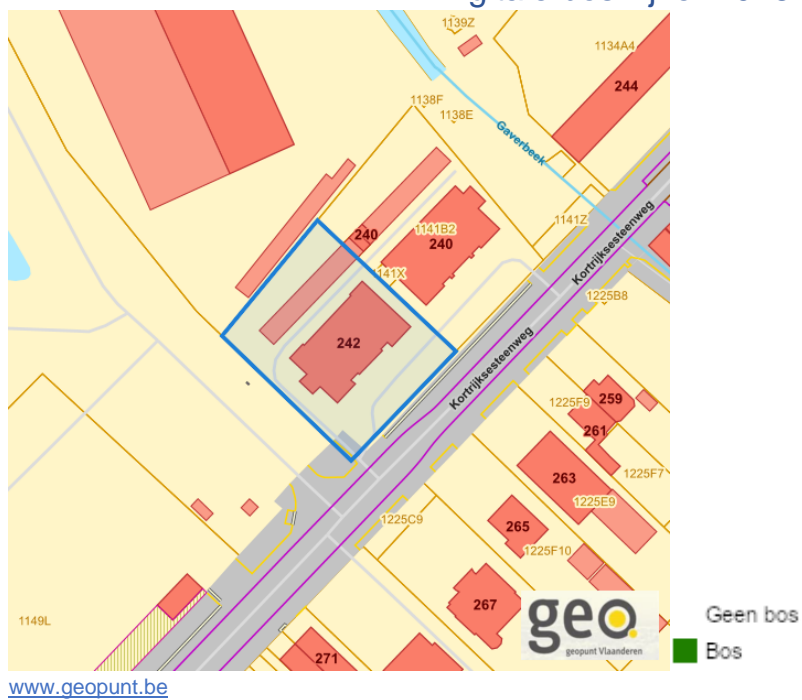 1139Z
1134A4
244
1138F
1138E
Gaverbeek
240
1141B2
240
1141Z
1141X
Kortrijksesteenweg
1225B8
242
Kortrijksesteenweg
259
1225F9
261
263
1225F7
1225E9
265
1225C9
1225F10
267
271
1149L
geo
geopunt Vlaanderen
Geen bos
Bos
www.geopunt.be